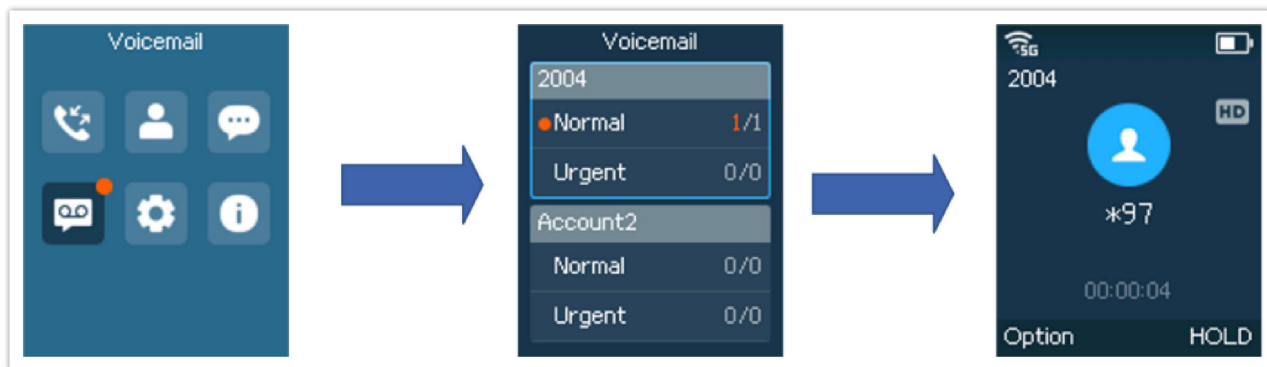 Voicemail
Voicemail
2004
Normal 1/1
Urgent 0/0
Account2
Normal 0/0
Urgent 0/0
5G
2004
HD
*97
00:00:04
Option HOLD